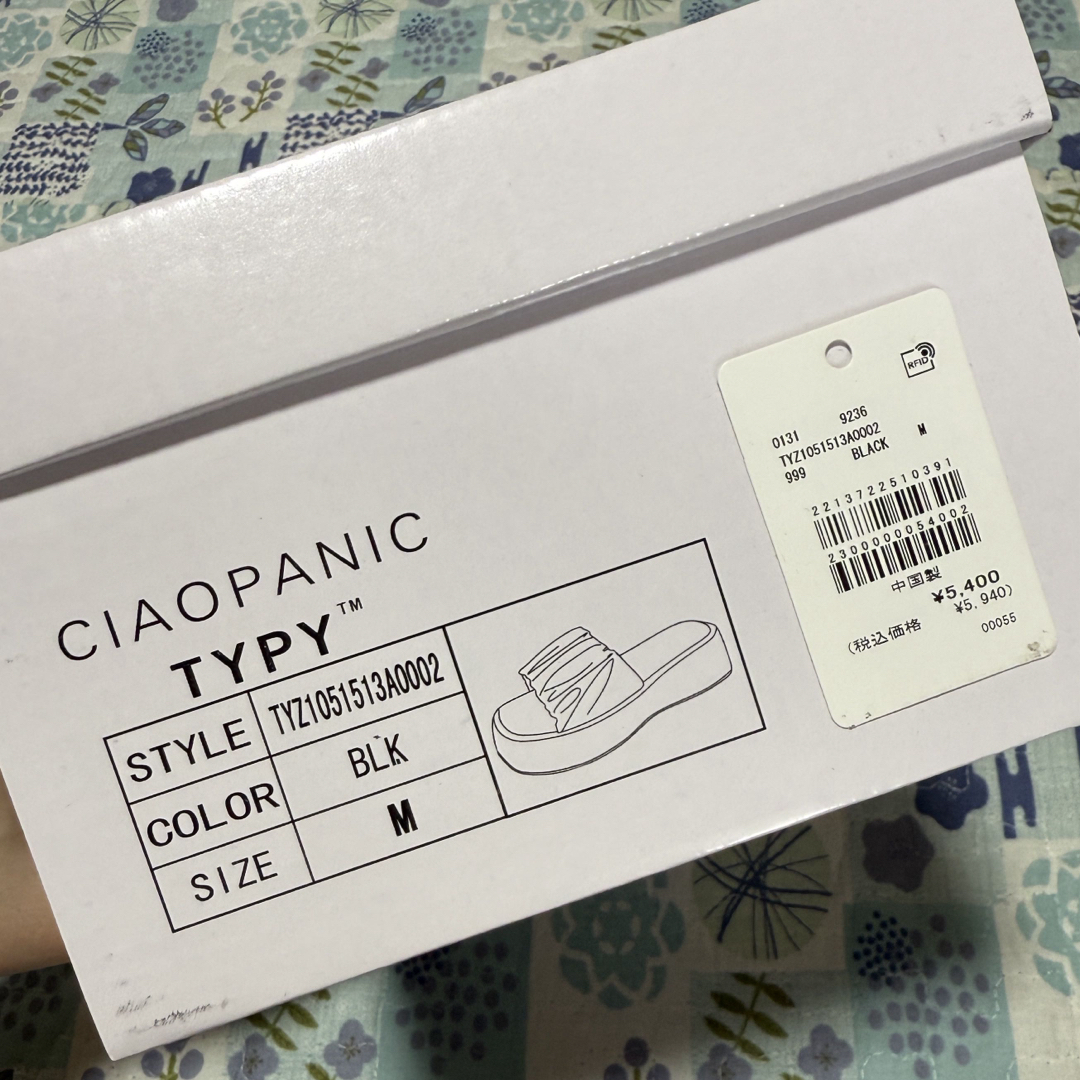 RFID
0131 9236
TYZ1051513A0002 M
999 BLACK
2213722510391
2300000054002
中国製
¥5,400
(税込価格 ¥5,940)
00055
CIAOPANIC
TYPY™
STYLE TYZ1051513A0002
COLOR BLK
SIZE M